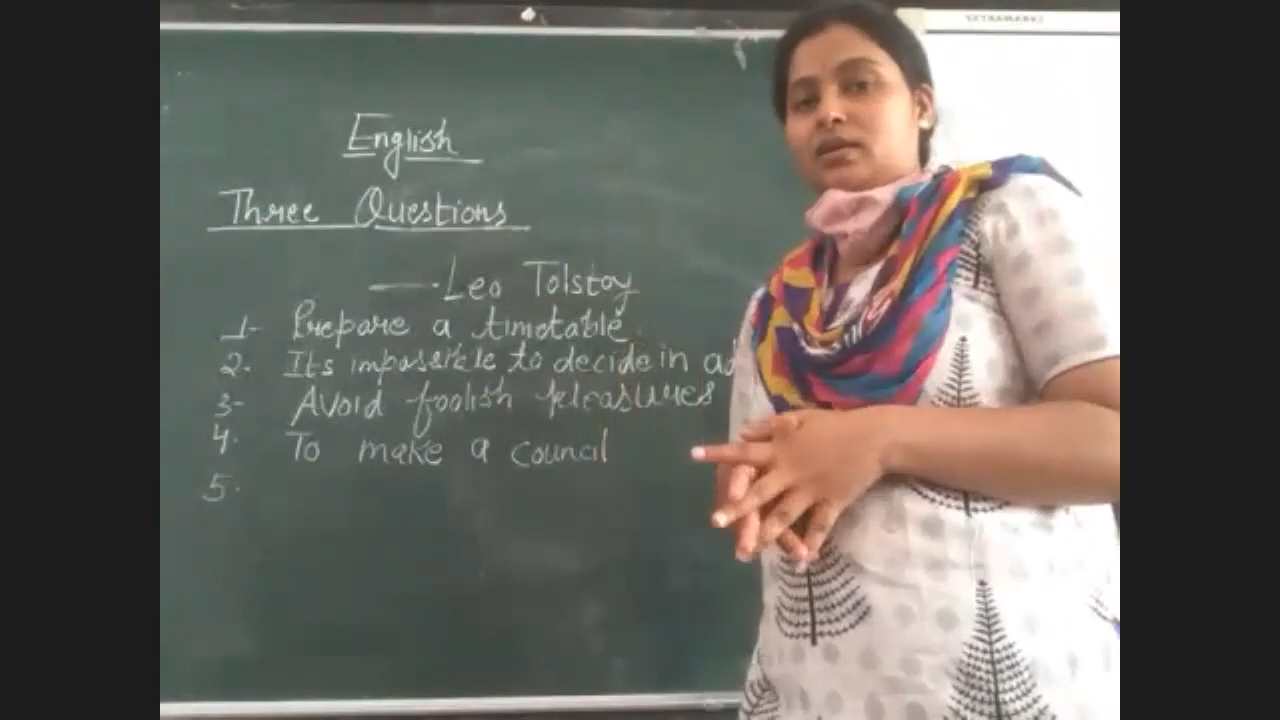 English
Three Questions
Leo Tolstoy
1- Prepare a timetable.
2. Its impossible to decide in ad
3- Avoid foolish pleasures
4. To make a council
5.